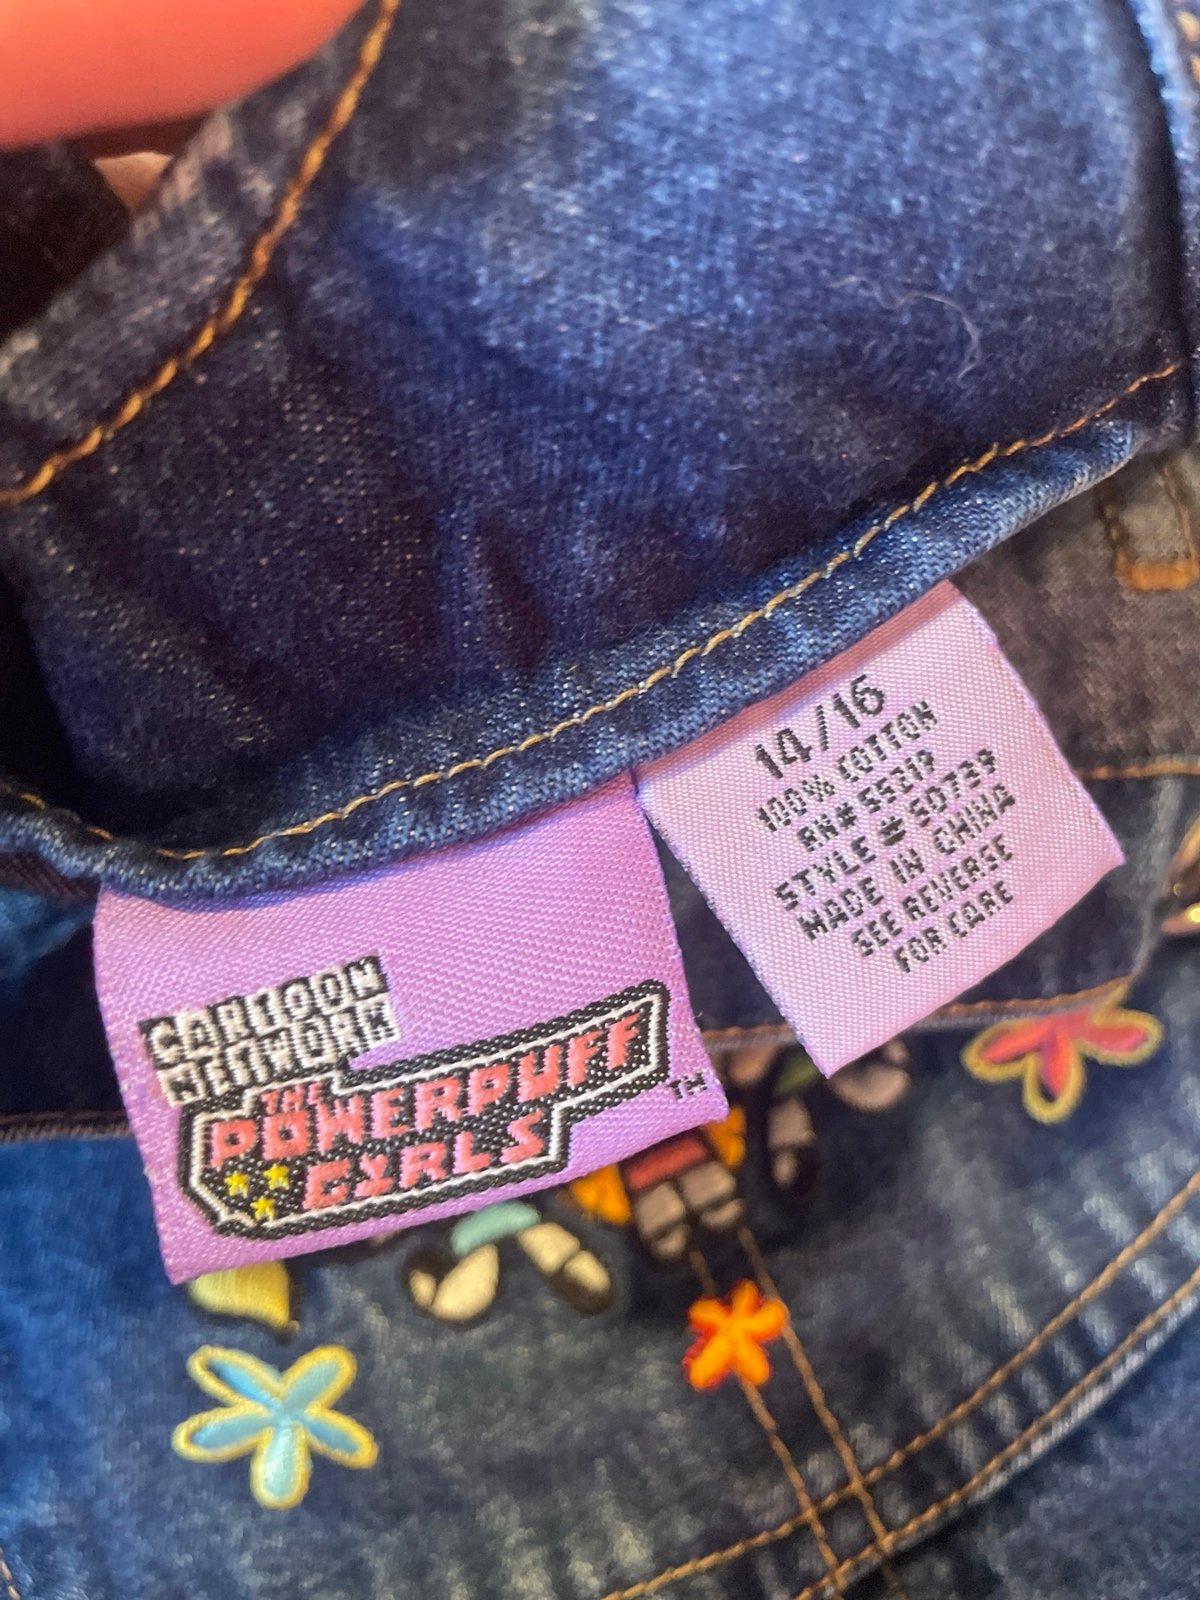 CARTOON
NETWORK
THE
POWERPUFF
GIRLS
TM
14/16
100% COTTON
RN# 55219
STYLE # 50739
MADE IN CHINA
SEE REVERSE
FOR CARE